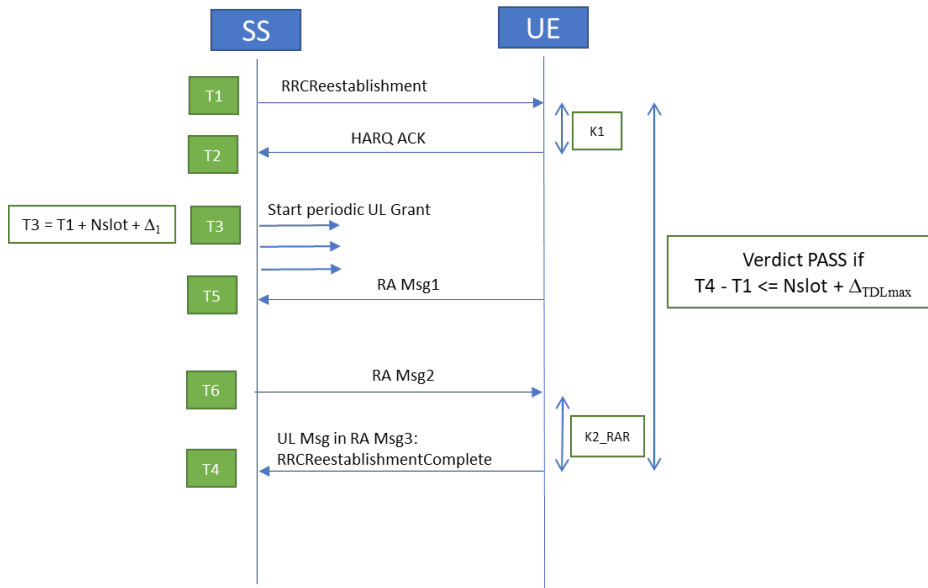 SS
UE
T1
RRCReestablishment
K1
T2
HARQ ACK
T3 = T1 + Nslot + Δ₁
T3
Start periodic UL Grant
Verdict PASS if
T4 - T1 <= Nslot + Δ_TDLmax
T5
RA Msg1
T6
RA Msg2
K2_RAR
UL Msg in RA Msg3:
RRCReestablishmentComplete
T4